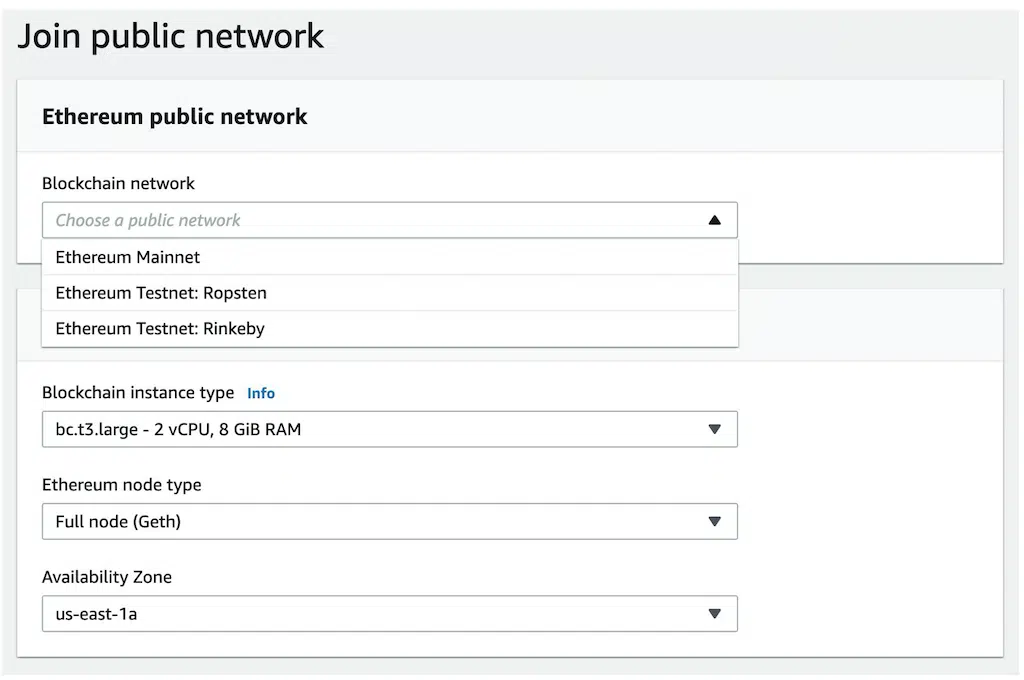 Join public network
Ethereum public network
Blockchain network
Choose a public network
Ethereum Mainnet
Ethereum Testnet: Ropsten
Ethereum Testnet: Rinkeby
Blockchain instance type Info
bc.t3.large - 2 vCPU, 8 GiB RAM
Ethereum node type
Full node (Geth)
Availability Zone
us-east-1a